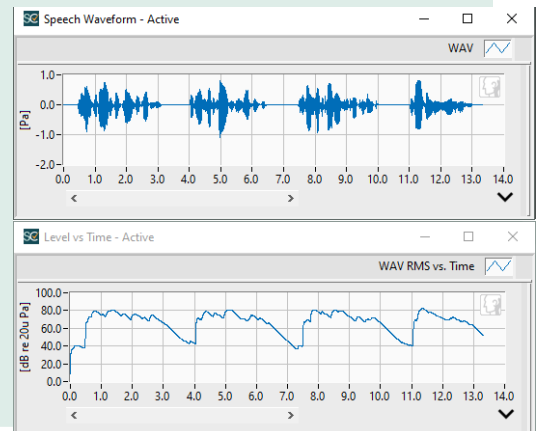 SC Speech Waveform - Active
WAV
1.0
0.0
-1.0
-2.0
[Pa]
0.0 1.0 2.0 3.0 4.0 5.0 6.0 7.0 8.0 9.0 10.0 11.0 12.0 13.0 14.0
SC Level vs Time - Active
WAV RMS vs. Time
100.0
80.0
60.0
40.0
20.0
0.0
[dB re 20u Pa]
0.0 1.0 2.0 3.0 4.0 5.0 6.0 7.0 8.0 9.0 10.0 11.0 12.0 13.0 14.0